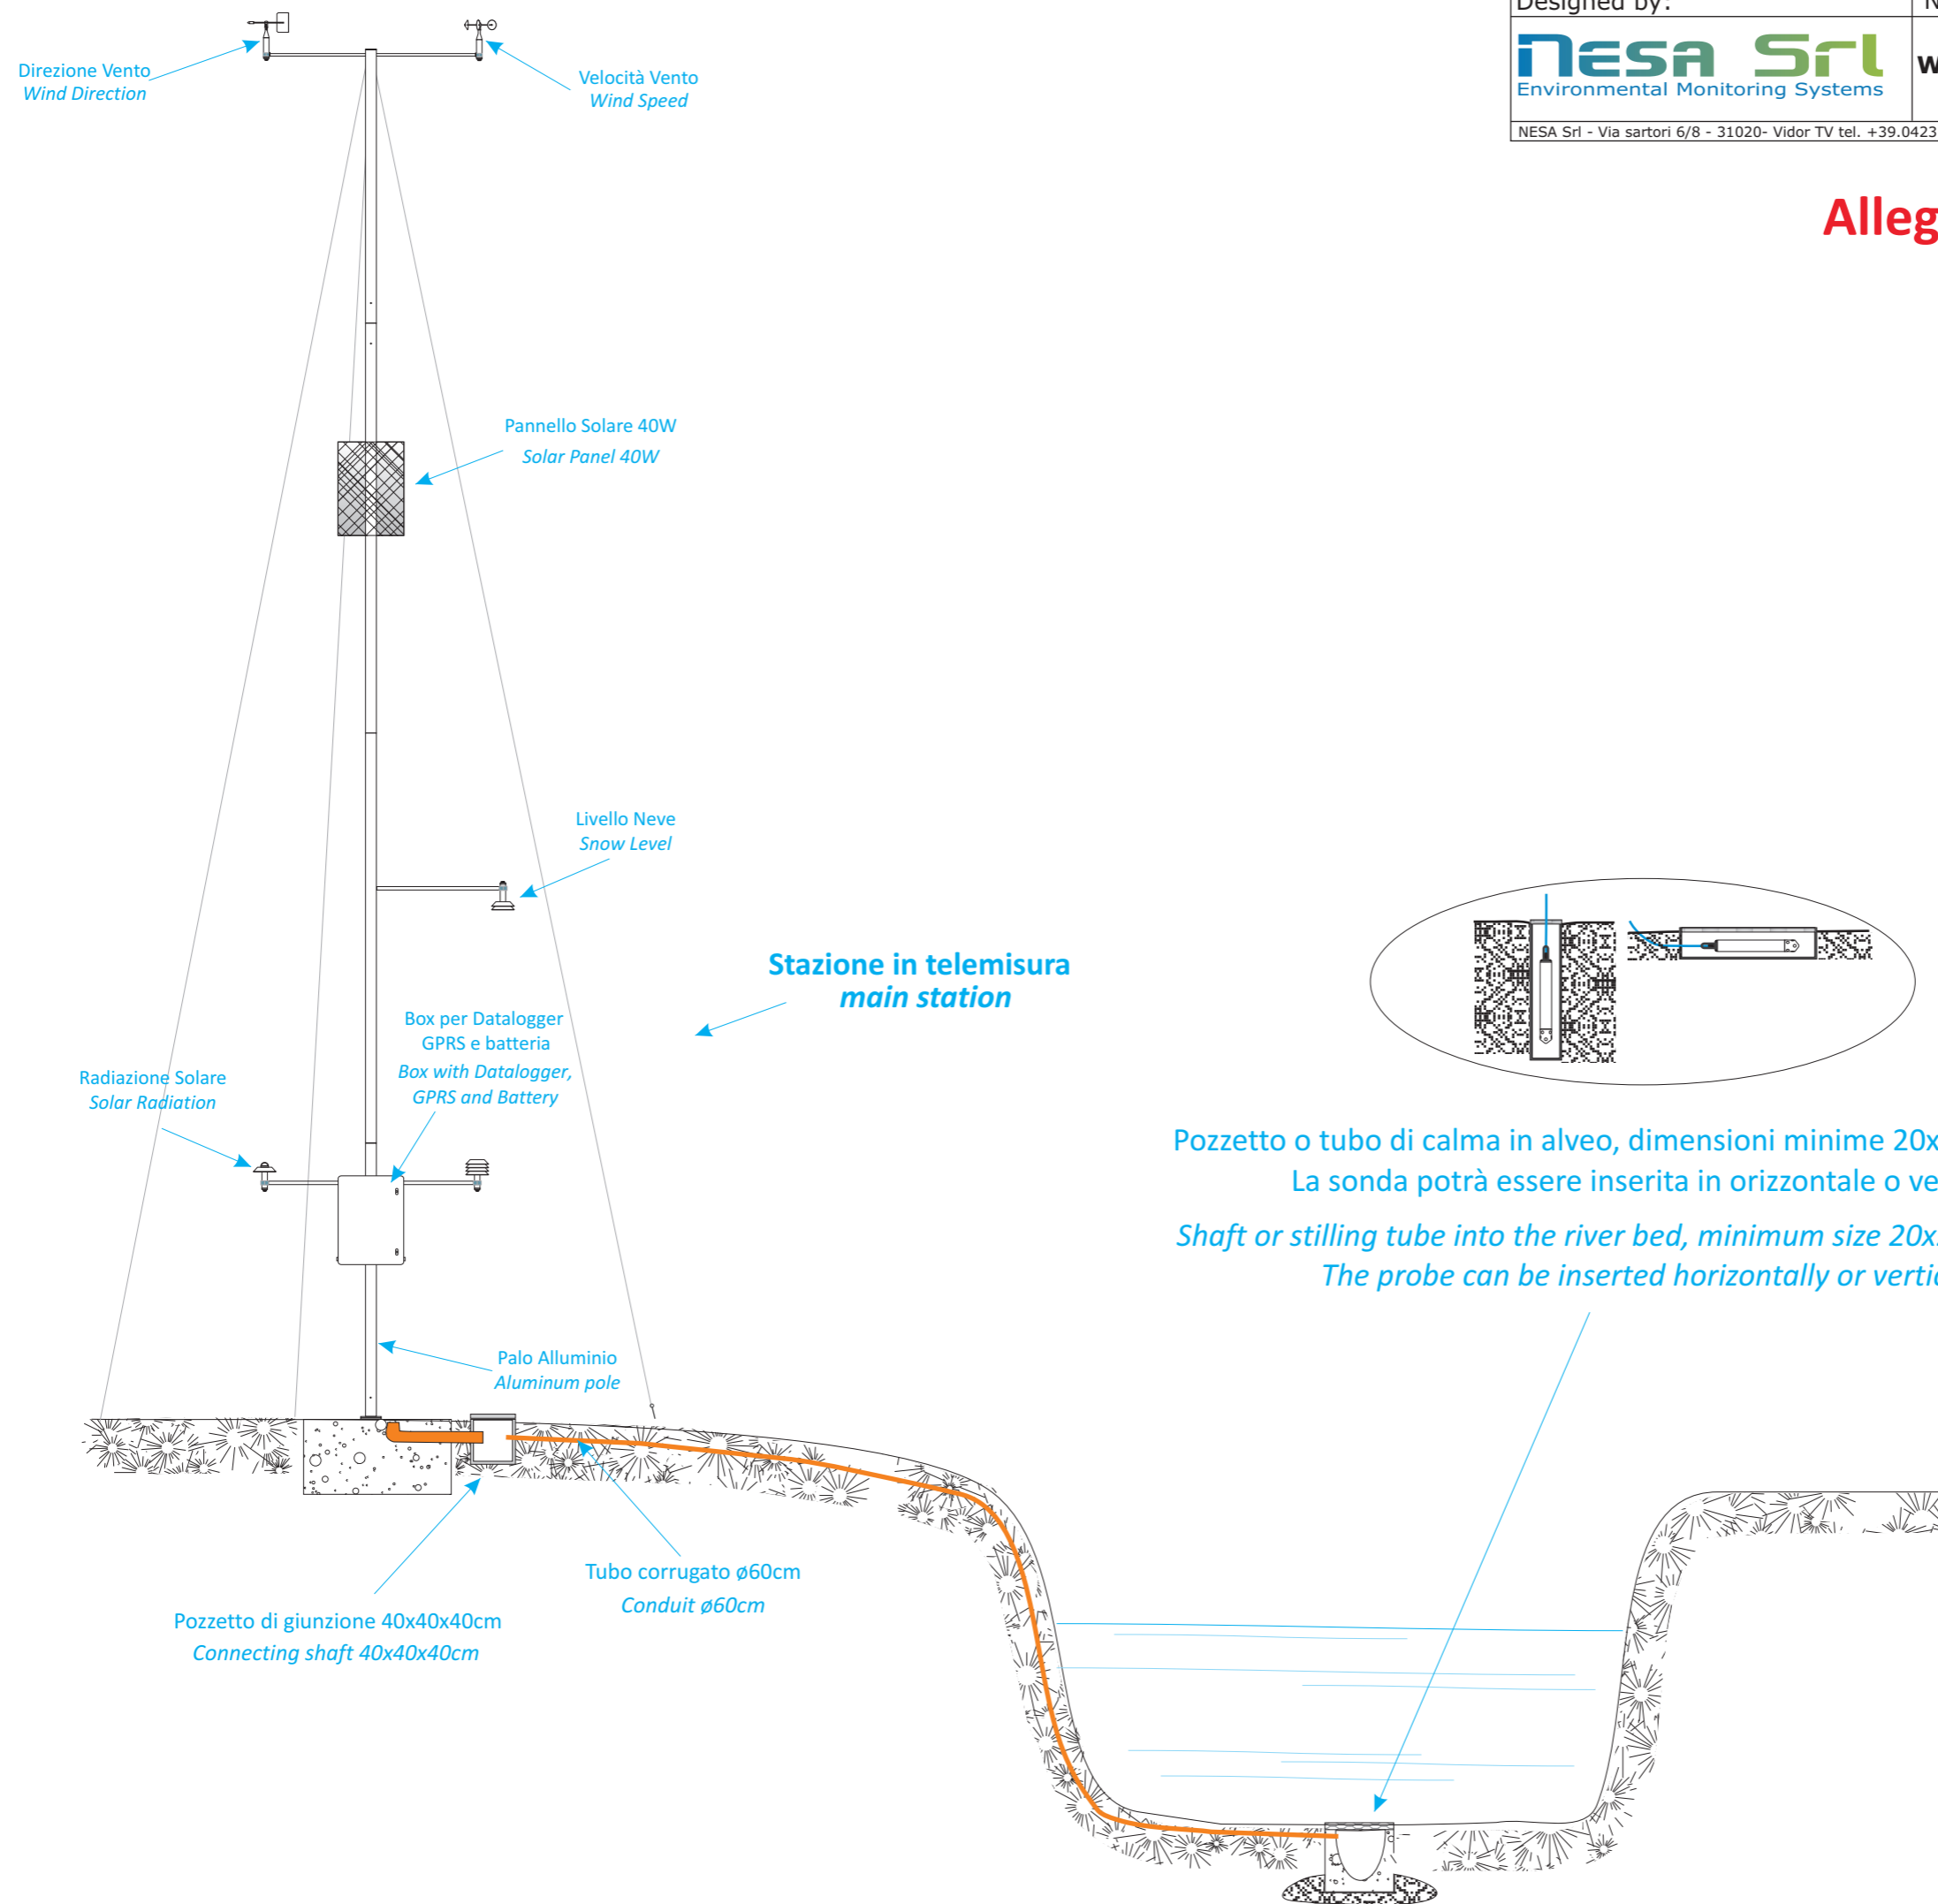 Designed by:
nesa Srl
Environmental Monitoring Systems
NESA Srl - Via sartori 6/8 - 31020- Vidor TV tel. +39.0423
Alleg
Direzione Vento
Wind Direction
Velocità Vento
Wind Speed
Pannello Solare 40W
Solar Panel 40W
Livello Neve
Snow Level
Stazione in telemisura
main station
Box per Datalogger
GPRS e batteria
Box with Datalogger,
GPRS and Battery
Radiazione Solare
Solar Radiation
Pozzetto o tubo di calma in alveo, dimensioni minime 20x
La sonda potrà essere inserita in orizzontale o ve
Shaft or stilling tube into the river bed, minimum size 20x
The probe can be inserted horizontally or vertic
Palo Alluminio
Aluminum pole
Tubo corrugato ø60cm
Conduit ø60cm
Pozzetto di giunzione 40x40x40cm
Connecting shaft 40x40x40cm